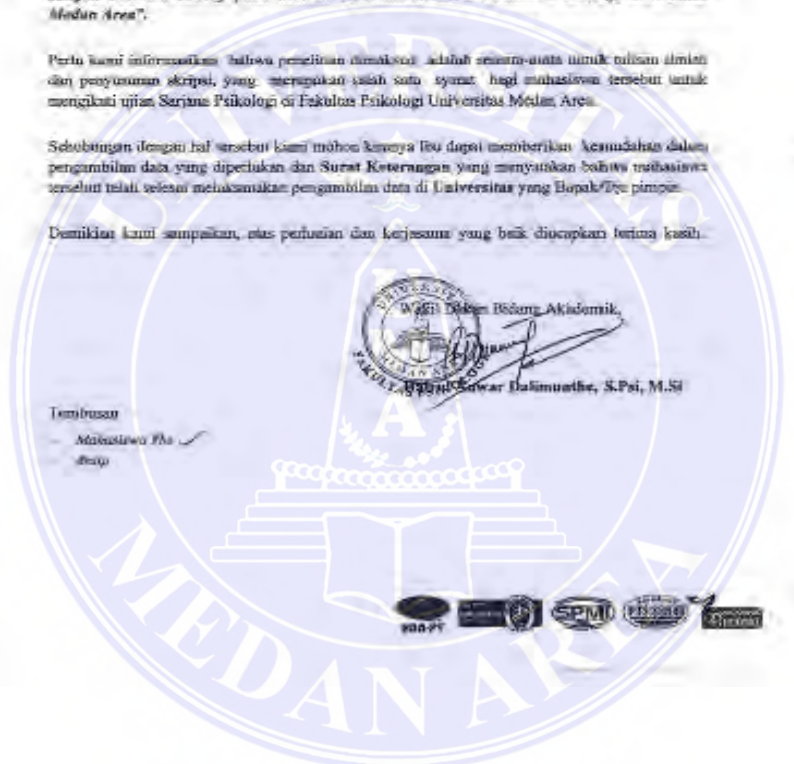 Medan Area".
Perlu kami informasikan bahwa penelitian dimaksud adalah semata-mata untuk tulisan ilmiah
dan penyusunan skripsi, yang merupakan salah satu syarat bagi mahasiswa tersebut untuk
mengikuti ujian Sarjana Psikologi di Fakultas Psikologi Universitas Medan Area.
Sehubungan dengan hal tersebut kami mohon kiranya Ibu dapat memberikan kemudahan dalam
pengambilan data yang diperlukan dan Surat Keterangan yang menyatakan bahwa mahasiswa
tersebut telah selesai melaksanakan pengambilan data di Universitas yang Bapak/Ibu pimpin.
Demikian kami sampaikan, atas perhatian dan kerjasama yang baik diucapkan terima kasih.
Wakil Dekan Bidang Akademik,
Dalimunthe, S.Psi, M.Si
Tembusan
- Mahasiswa Ybs
- Arsip
UNIVERSITAS
MEDAN AREA
SPMI